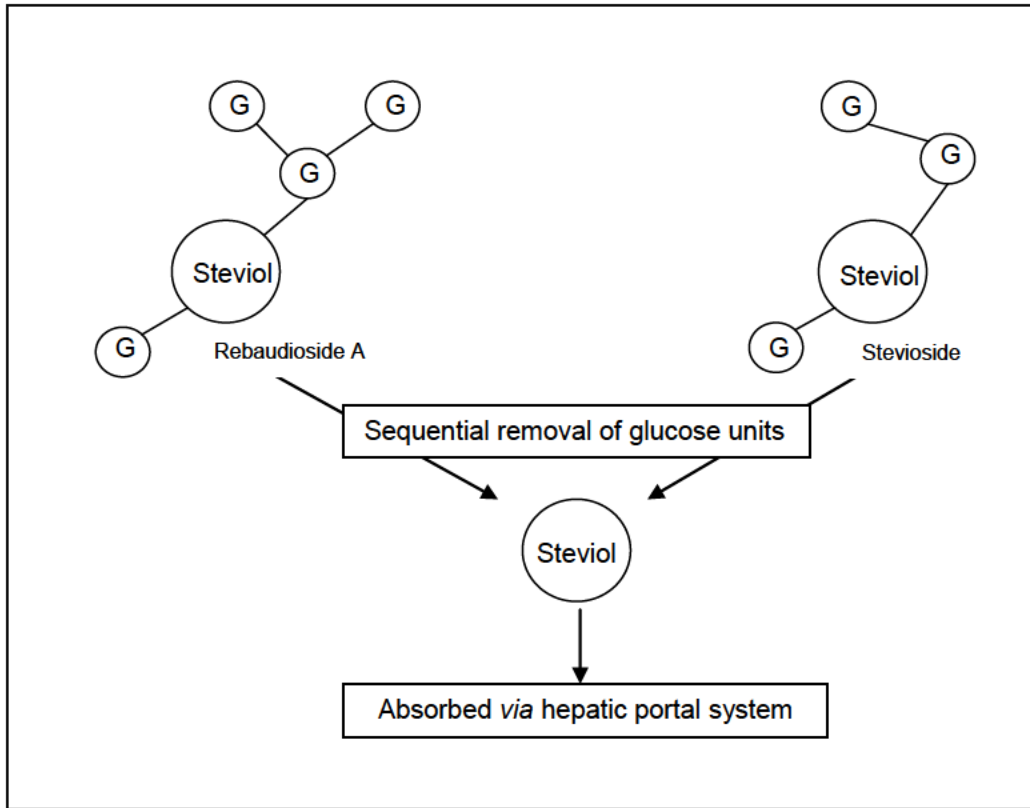 G
G
G
G
G
G
Steviol
Steviol
G
G
Rebaudioside A
Stevioside
Sequential removal of glucose units
Steviol
Absorbed via hepatic portal system